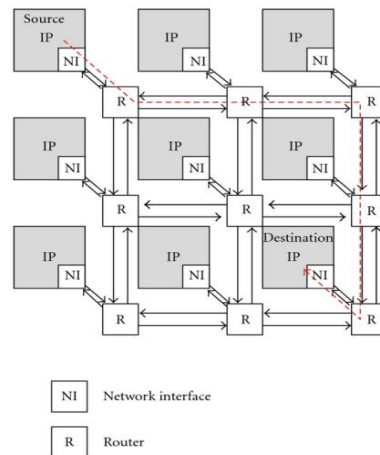 Source
IP IP IP
NI NI NI
R R R
IP IP IP
NI NI NI
R R R
Destination
IP IP IP
NI NI NI
R R R
NI Network interface
R Router